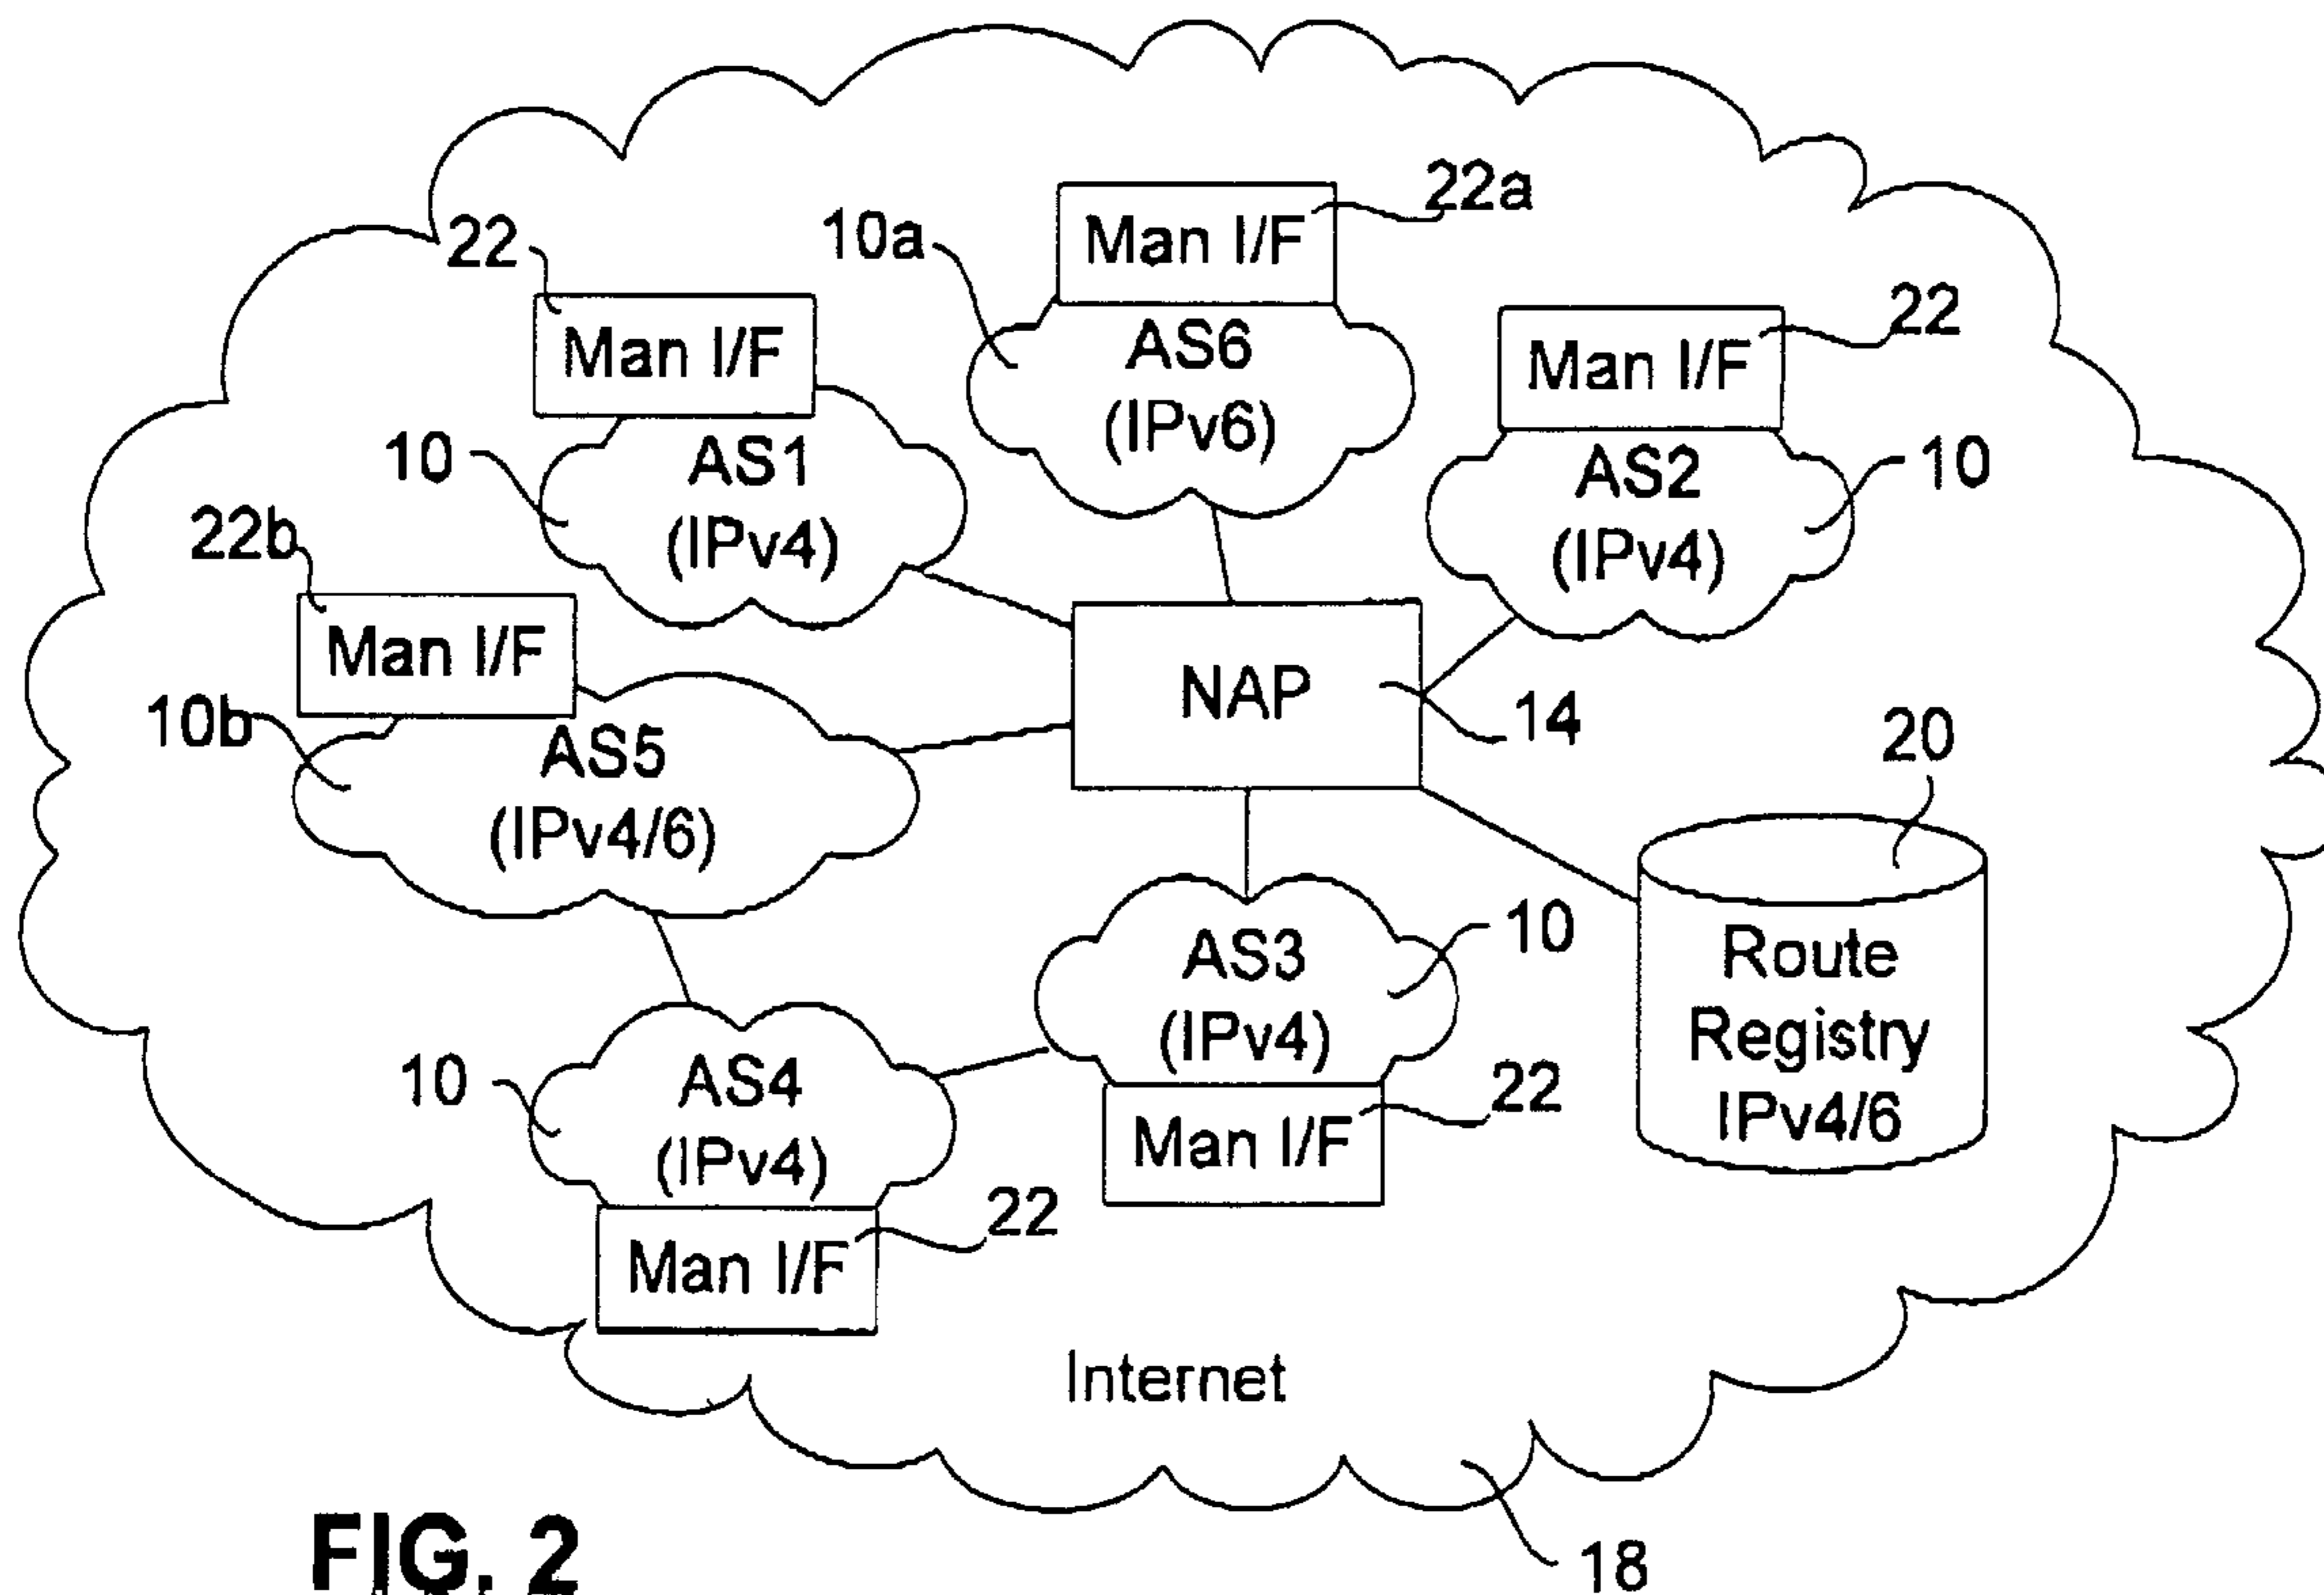 22a
10a
Man I/F
22
22
Man I/F
AS6
(IPv6)
Man I/F
10
AS1
(IPv4)
AS2
(IPv4)
10
22b
Man I/F
NAP
14
10b
AS5
(IPv4/6)
20
10
AS3
(IPv4)
Route
Registry
IPv4/6
10
AS4
(IPv4)
22
Man I/F
22
Man I/F
Internet
FIG. 2
18